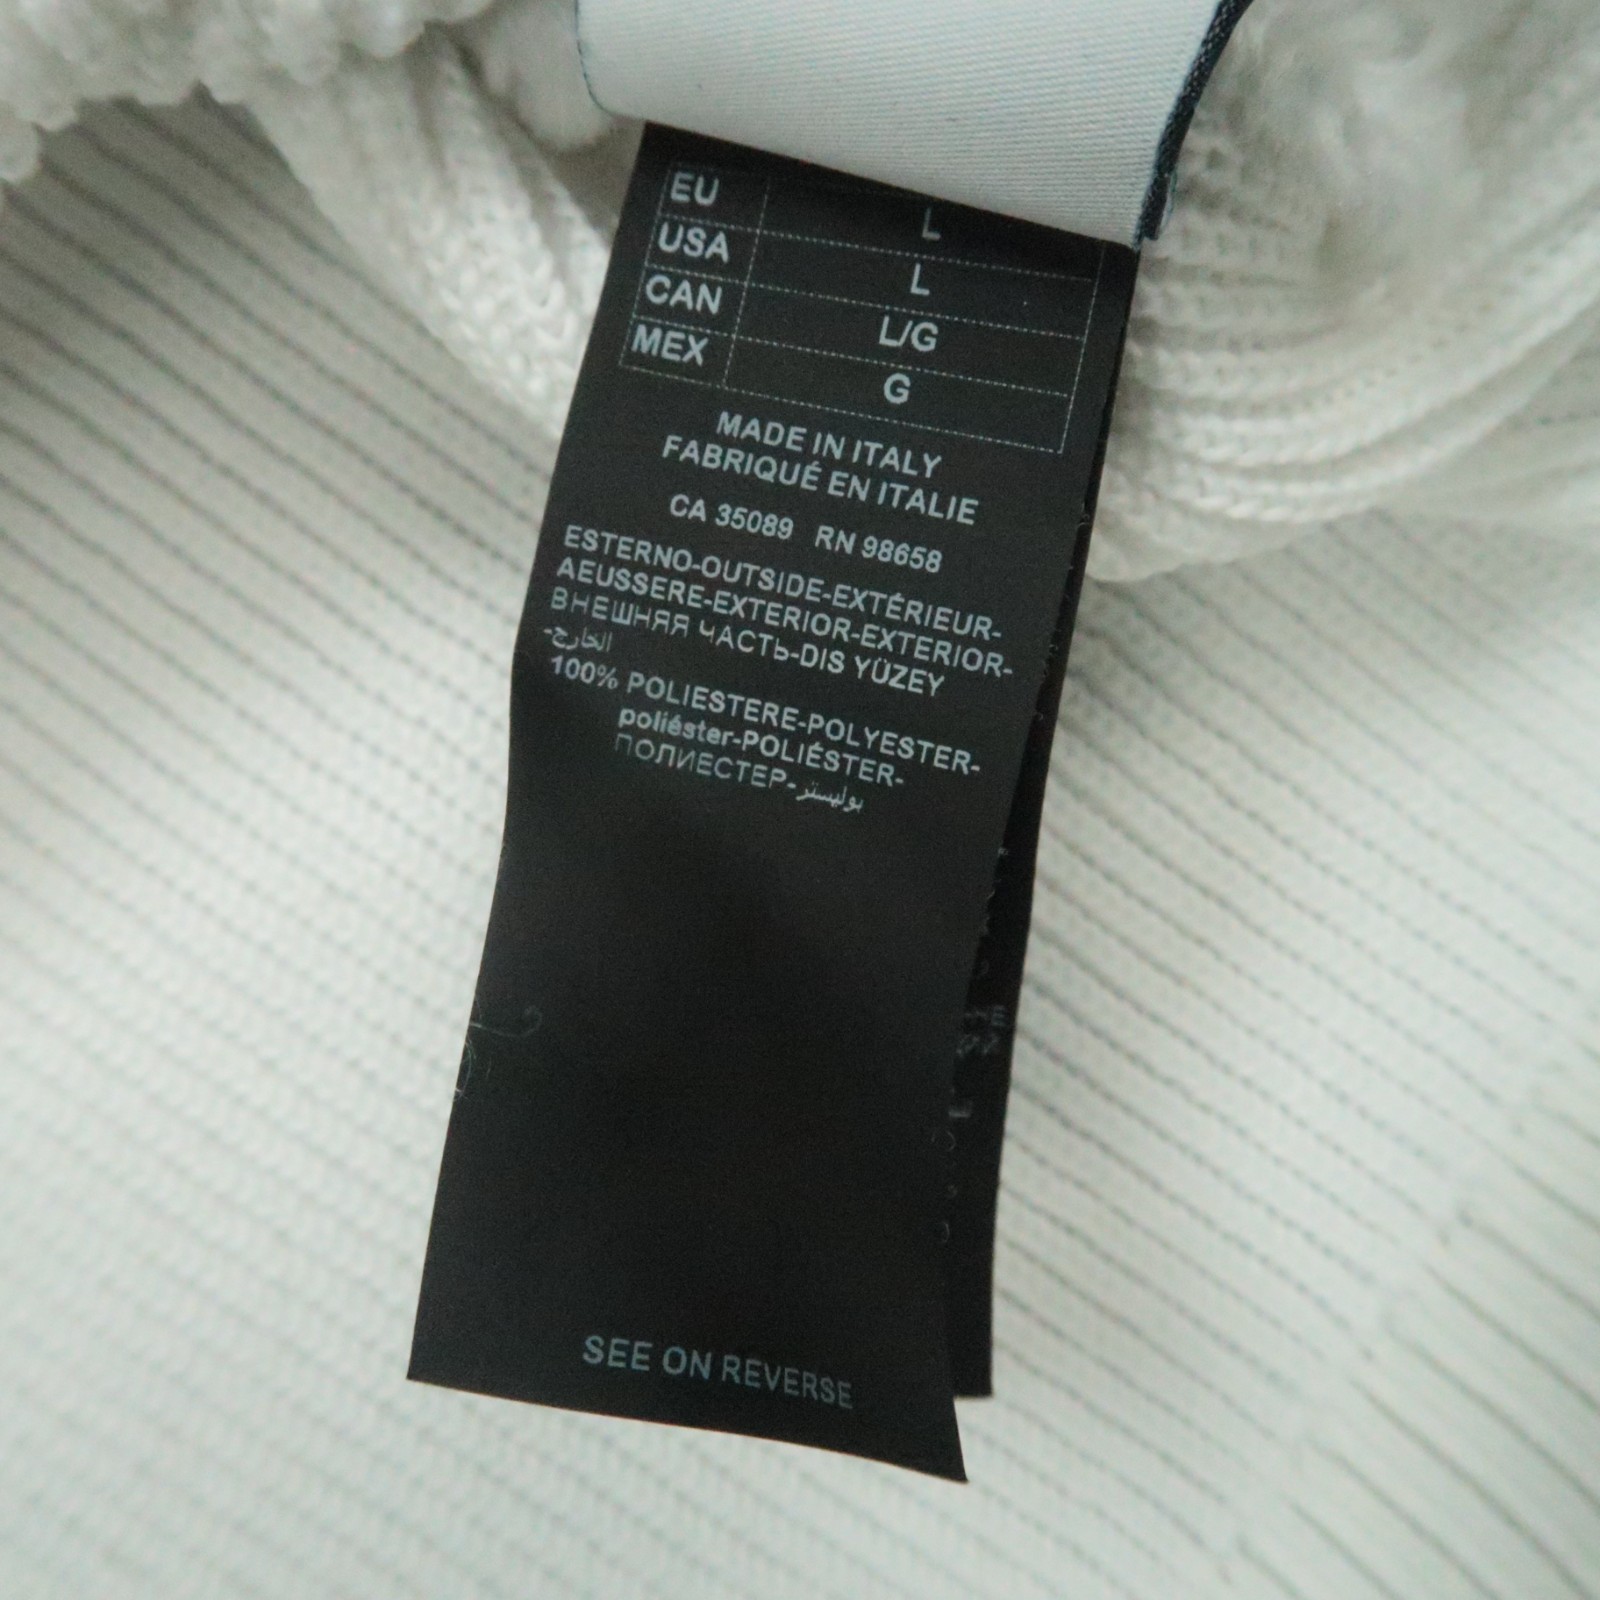 EU L
USA L
CAN L/G
MEX G
MADE IN ITALY
FABRIQUÉ EN ITALIE
CA 35089 RN 98658
ESTERNO-OUTSIDE-EXTÉRIEUR-
AEUSSERE-EXTERIOR-EXTERIOR-
ВНЕШНЯЯ ЧАСТЬ-DIS YÜZEY
-الخارج
100% POLIESTERE-POLYESTER-
poliéster-POLIÉSTER-
ПОЛИЕСТЕР-بوليستر
SEE ON REVERSE